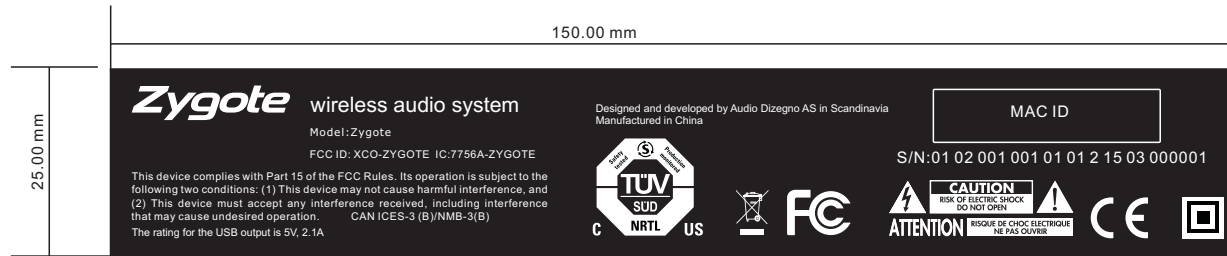 150.00 mm
25.00 mm
Zygote wireless audio system
Model:Zygote
FCC ID: XCO-ZYGOTE IC:7756A-ZYGOTE
This device complies with Part 15 of the FCC Rules. Its operation is subject to the
following two conditions: (1) This device may not cause harmful interference, and
(2) This device must accept any interference received, including interference
that may cause undesired operation. CAN ICES-3 (B)/NMB-3(B)
The rating for the USB output is 5V, 2.1A
Designed and developed by Audio Dizegno AS in Scandinavia
Manufactured in China
Safety tested
S
Production monitored
TÜV
SÜD
NRTL
C US
FC
MAC ID
S/N:01 02 001 001 01 01 2 15 03 000001
CAUTION
RISK OF ELECTRIC SHOCK
DO NOT OPEN
ATTENTION
RISQUE DE CHOC ELECTRIQUE
NE PAS OUVRIR
CE